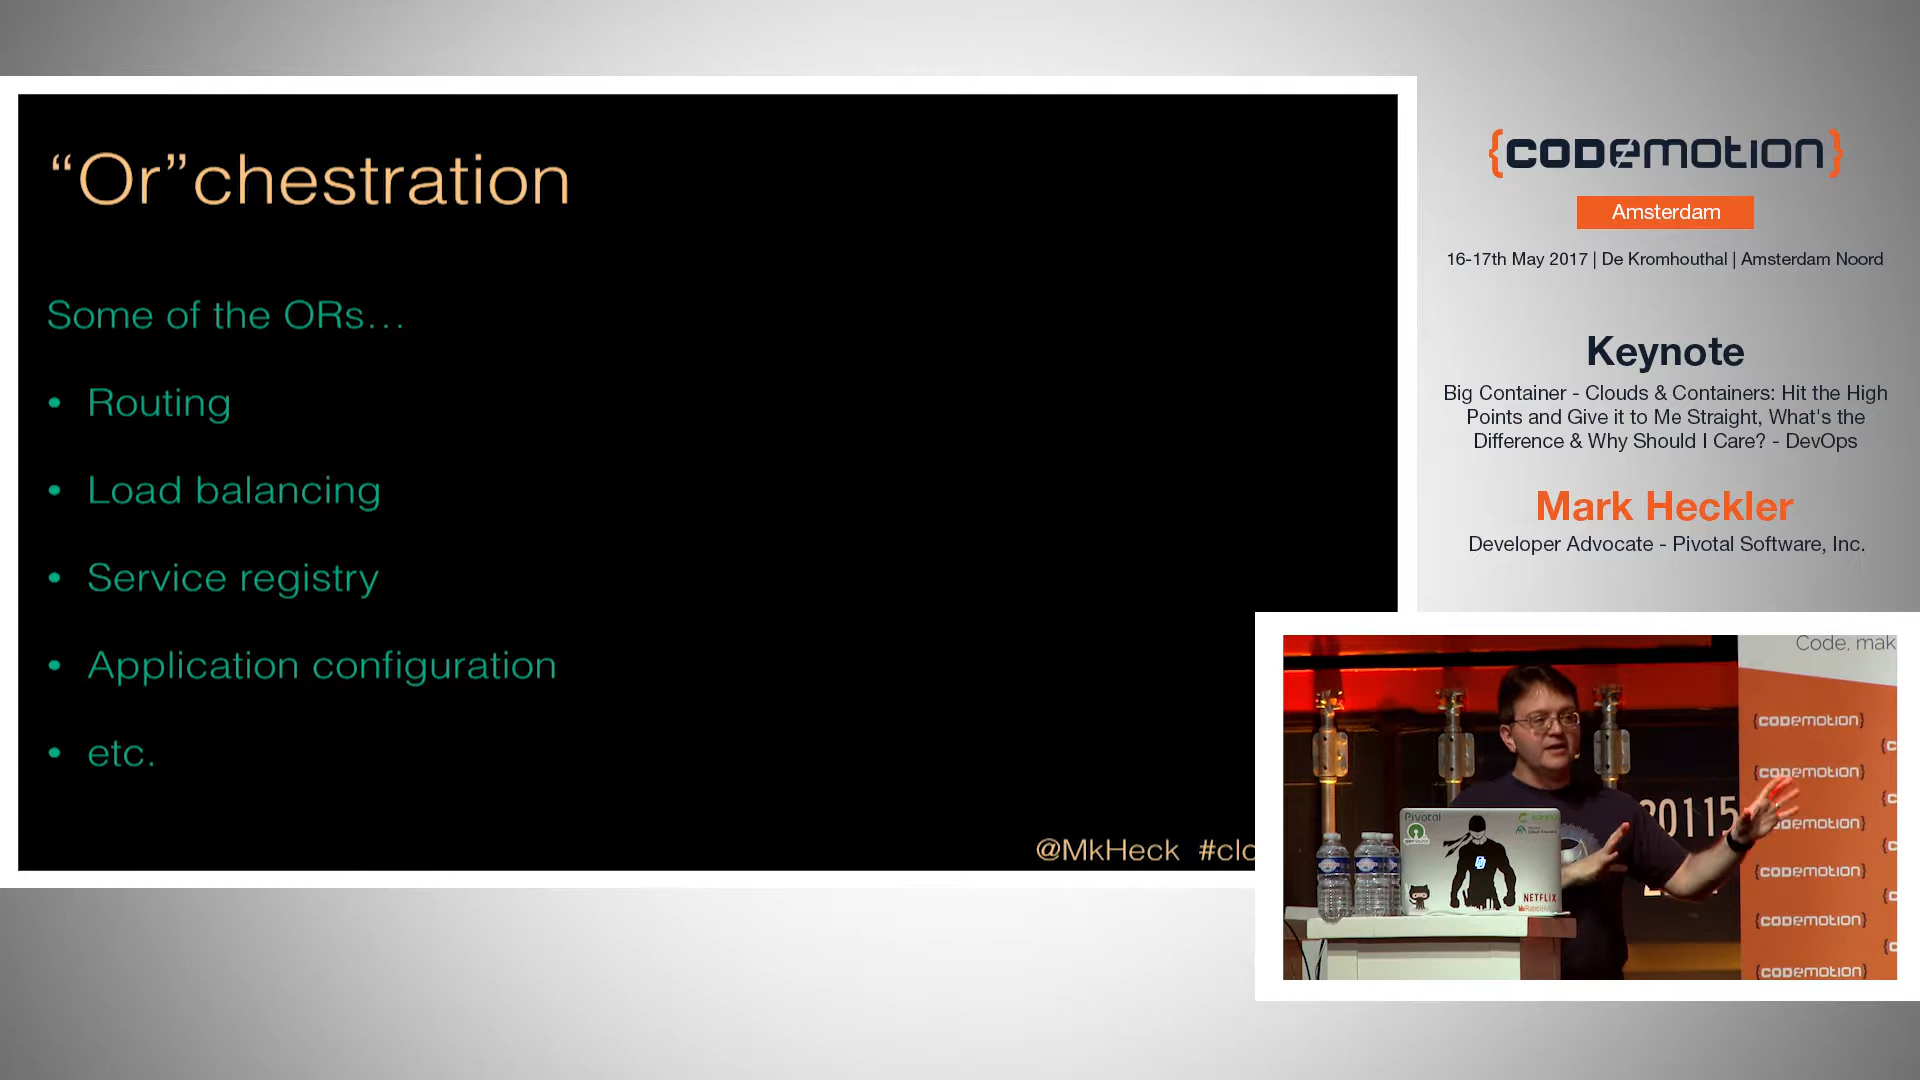 “Or”chestration
Some of the ORs...
• Routing
• Load balancing
• Service registry
• Application configuration
• etc.
@MkHeck #clo
{CODEMOTION}
Amsterdam
16-17th May 2017 | De Kromhouthal | Amsterdam Noord
Keynote
Big Container - Clouds & Containers: Hit the High
Points and Give it to Me Straight, What's the
Difference & Why Should I Care? - DevOps
Mark Heckler
Developer Advocate - Pivotal Software, Inc.
Code, mak
{CODEMOTION}
{CODEMOTION}
{CODEMOTION}
{CODEMOTION}
{CODEMOTION}
{CODEMOTION}
20115
Pivotal
open source
NETFLIX